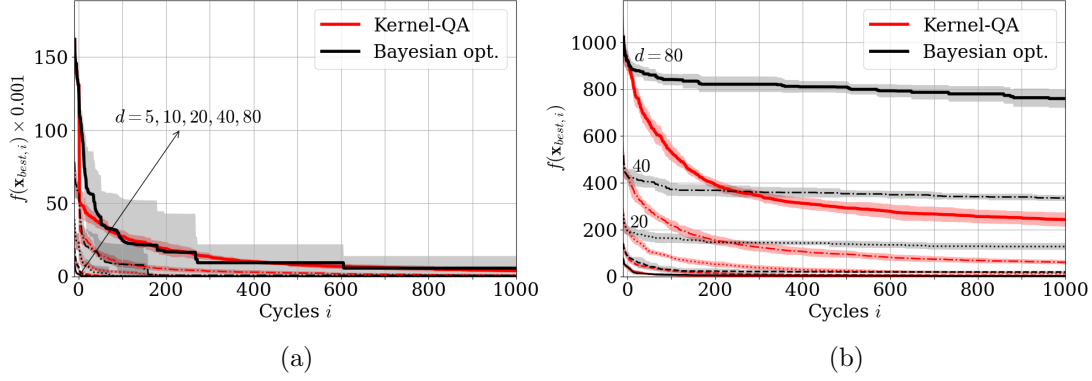 Kernel-QA
Bayesian opt.
d = 5, 10, 20, 40, 80
f(x_{best, i}) × 0.001
150
100
50
0
0 200 400 600 800 1000
Cycles i
(a)
Kernel-QA
Bayesian opt.
d = 80
40
20
f(x_{best, i})
1000
800
600
400
200
0
0 200 400 600 800 1000
Cycles i
(b)